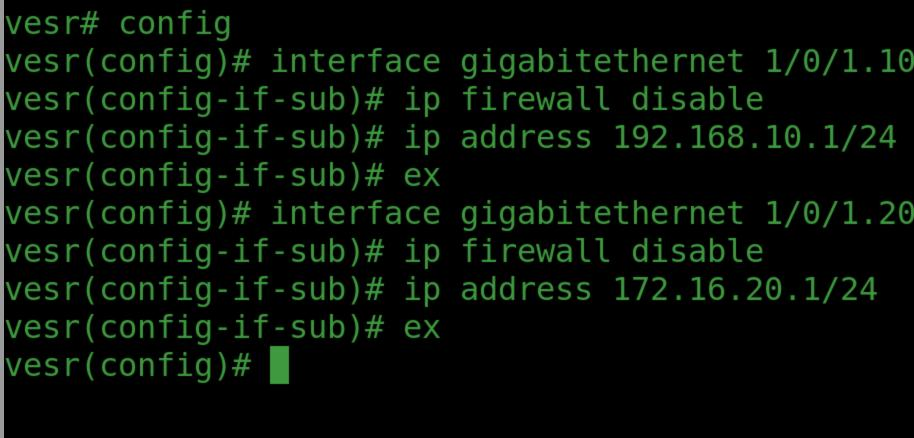 vesr# config
vesr(config)# interface gigabitethernet 1/0/1.10
vesr(config-if-sub)# ip firewall disable
vesr(config-if-sub)# ip address 192.168.10.1/24
vesr(config-if-sub)# ex
vesr(config)# interface gigabitethernet 1/0/1.20
vesr(config-if-sub)# ip firewall disable
vesr(config-if-sub)# ip address 172.16.20.1/24
vesr(config-if-sub)# ex
vesr(config)#